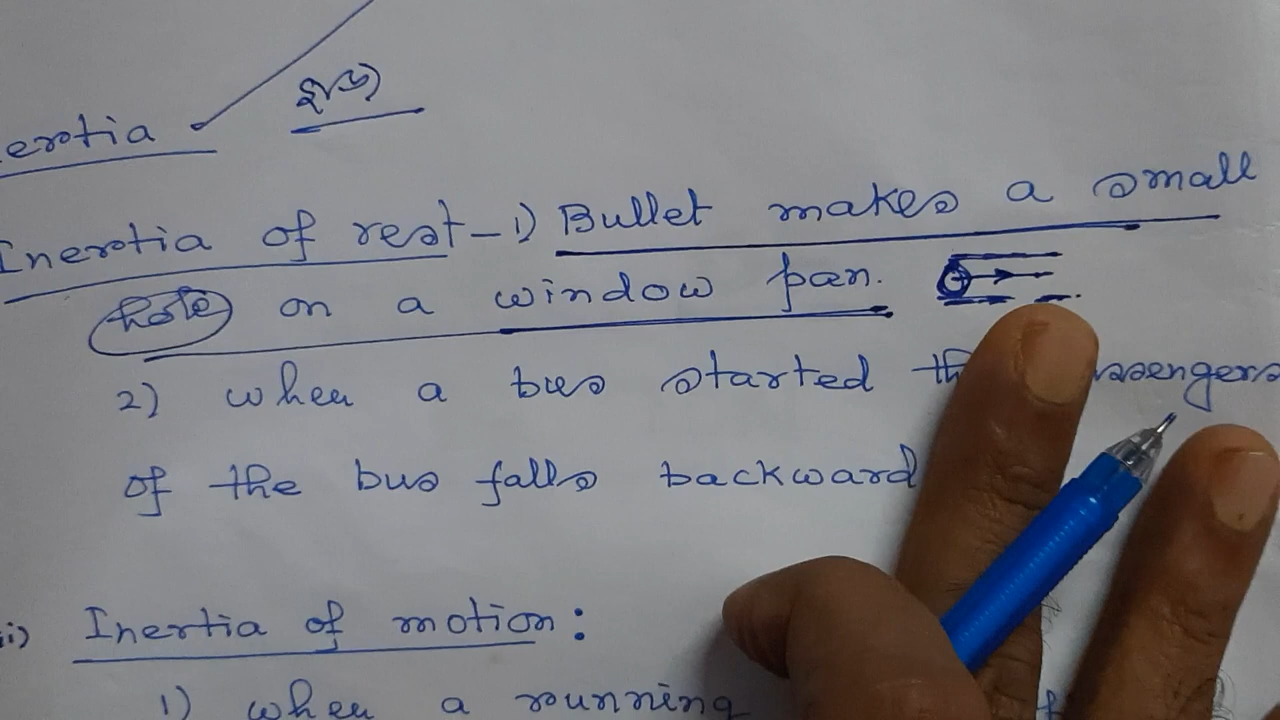 ertia
Inertia of rest - 1) Bullet makes a small
hole on a window pan.
2) when a bus started the passengers
of the bus falls backward
ii) Inertia of motion:
1) when a running